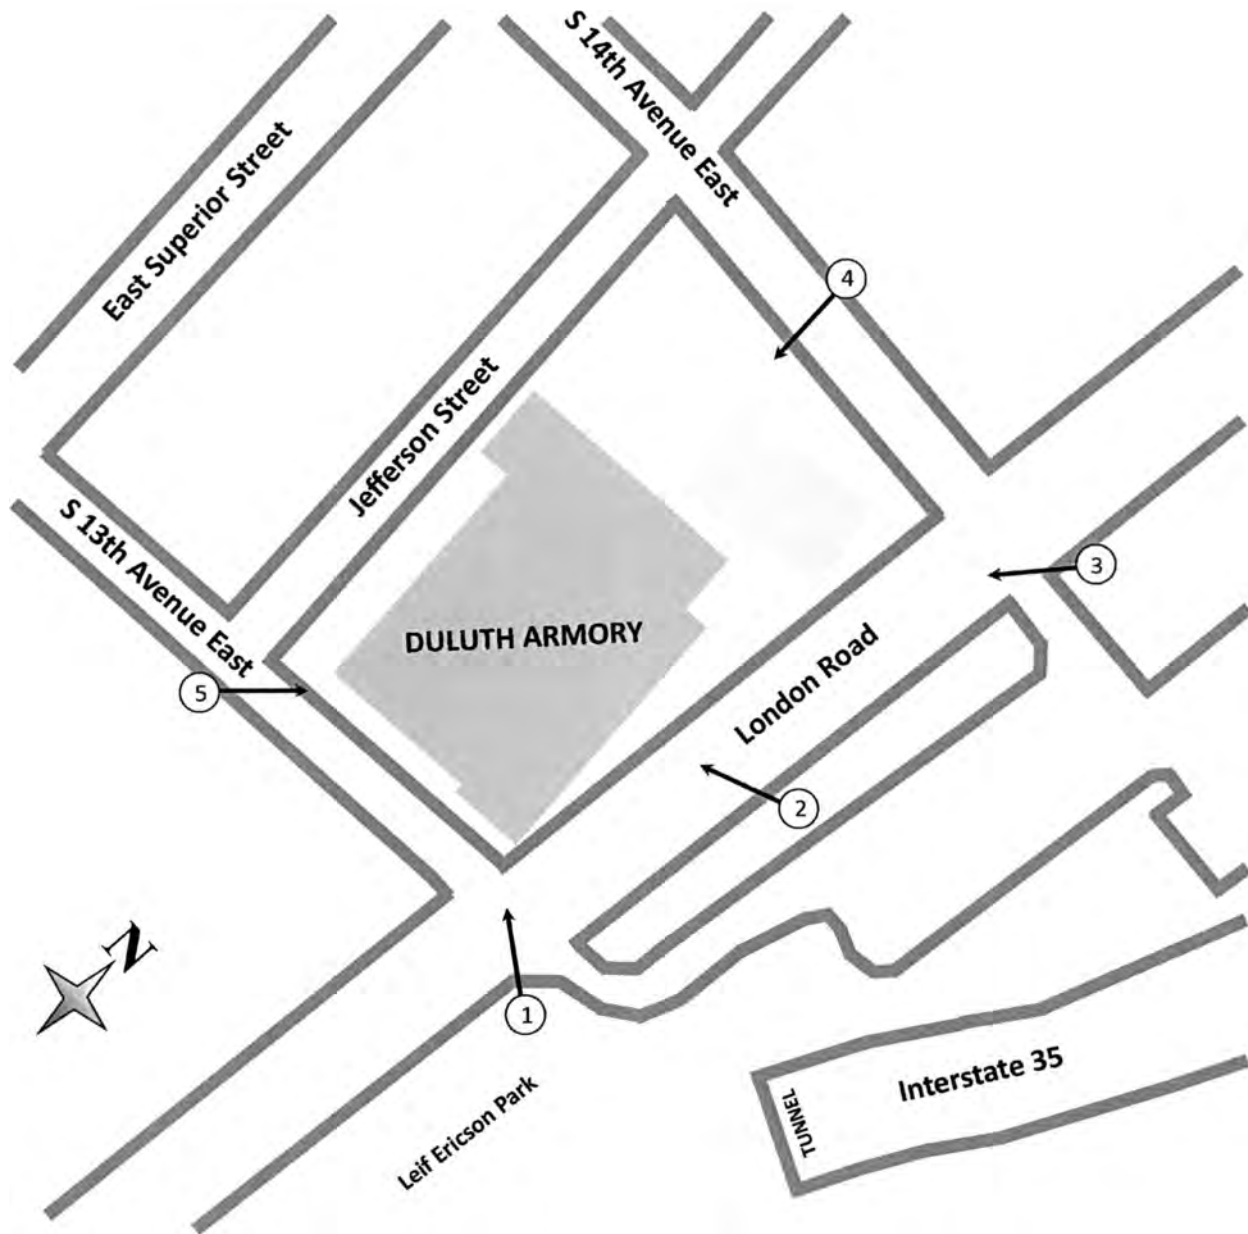 S 14th Avenue East
East Superior Street
4
Jefferson Street
S 13th Avenue East
3
DULUTH ARMORY
London Road
5
2
N
1
Interstate 35
TUNNEL
Leif Ericson Park